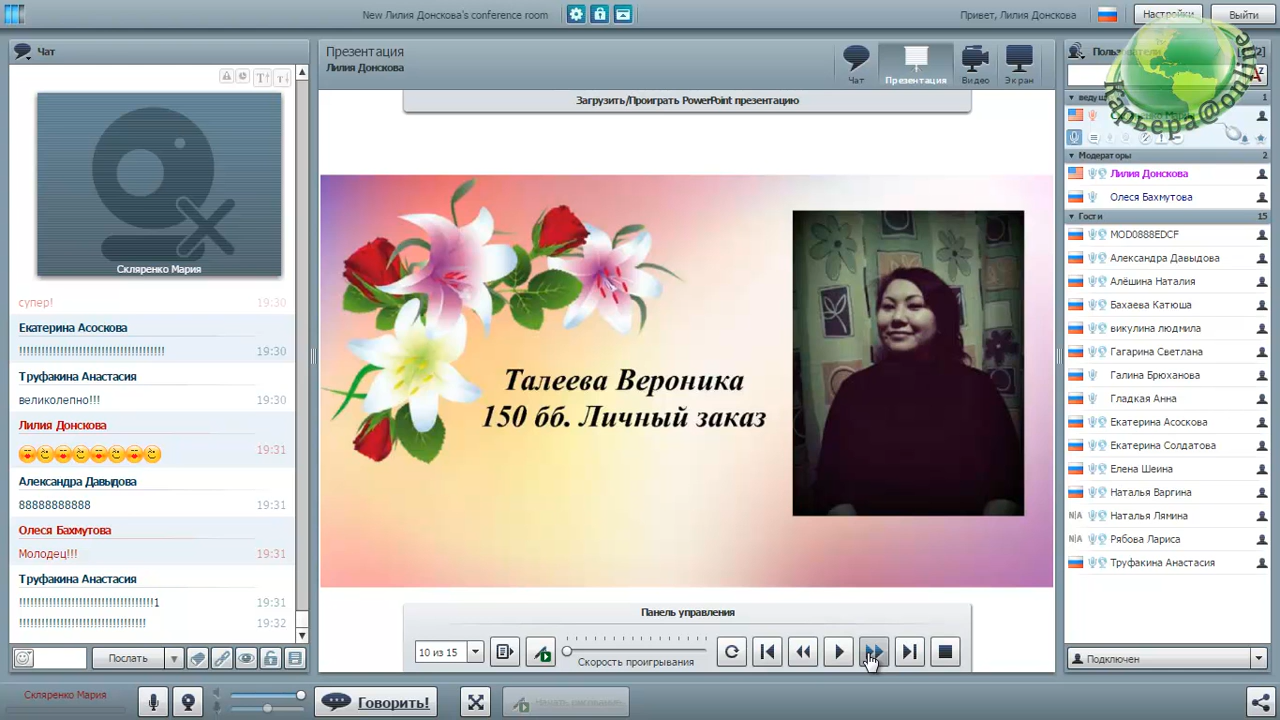 New Лилия Донскова's conference room
Привет, Лилия Донскова
Настройки
Выйти
Чат
T T
Скляренко Мария
супер! 19:30
Екатерина Асоскова
!!!!!!!!!!!!!!!!!!!!!!!!!!!!!!!!!!!!!!! 19:30
Труфакина Анастасия
великолепно!!! 19:30
Лилия Донскова
19:31
Александра Давыдова
88888888888 19:31
Олеся Бахмутова
Молодец!!! 19:31
Труфакина Анастасия
!!!!!!!!!!!!!!!!!!!!!!!!!!!!!!!!!!!!1 19:31
!!!!!!!!!!!!!!!!!!!!!!!!!!!!!!!!!! 19:32
Послать
Презентация
Лилия Донскова
Чат
Презентация
Видео
Экран
Загрузить/Проиграть PowerPoint презентацию
Талеева Вероника
150 бб. Личный заказ
Панель управления
10 из 15
Скорость проигрывания
Пользователи
карьера@online
1
Модераторы 2
Лилия Донскова
Олеся Бахмутова
Гости 15
MOD0888EDCF
Александра Давыдова
Алёшина Наталия
Бахаева Катюша
викулина людмила
Гагарина Светлана
Галина Брюханова
Гладкая Анна
Екатерина Асоскова
Екатерина Солдатова
Елена Шеина
Наталья Варгина
N|A Наталья Лямина
N|A Рябова Лариса
Труфакина Анастасия
Подключен
Скляренко Мария
Говорить!